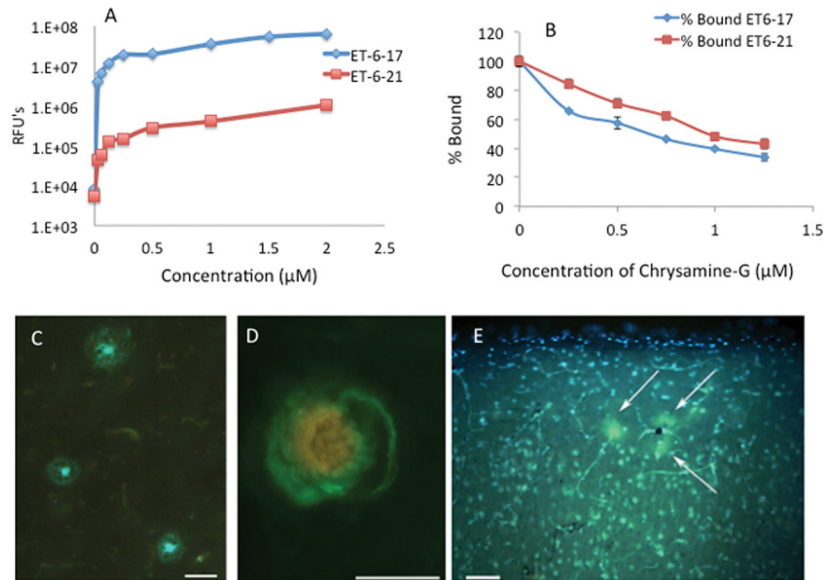 A
1.E+08
1.E+07
1.E+06
1.E+05
1.E+04
1.E+03
RFU's
0 0.5 1 1.5 2 2.5
Concentration (μM)
ET-6-17
ET-6-21
B
% Bound ET6-17
% Bound ET6-21
120
100
80
60
40
20
0
% Bound
0 0.5 1 1.5
Concentration of Chrysamine-G (μM)
C
D
E